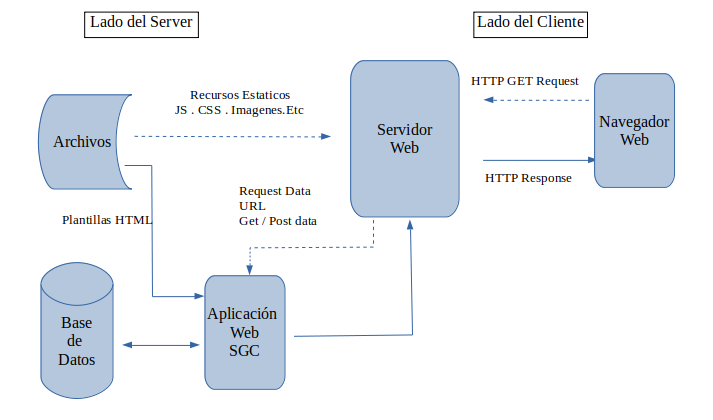 Lado del Server
Lado del Cliente
Recursos Estaticos
JS . CSS . Imagenes.Etc
HTTP GET Request
Archivos
Servidor
Web
Navegador
Web
HTTP Response
Request Data
URL
Get / Post data
Plantillas HTML
Base
de
Datos
Aplicación
Web
SGC